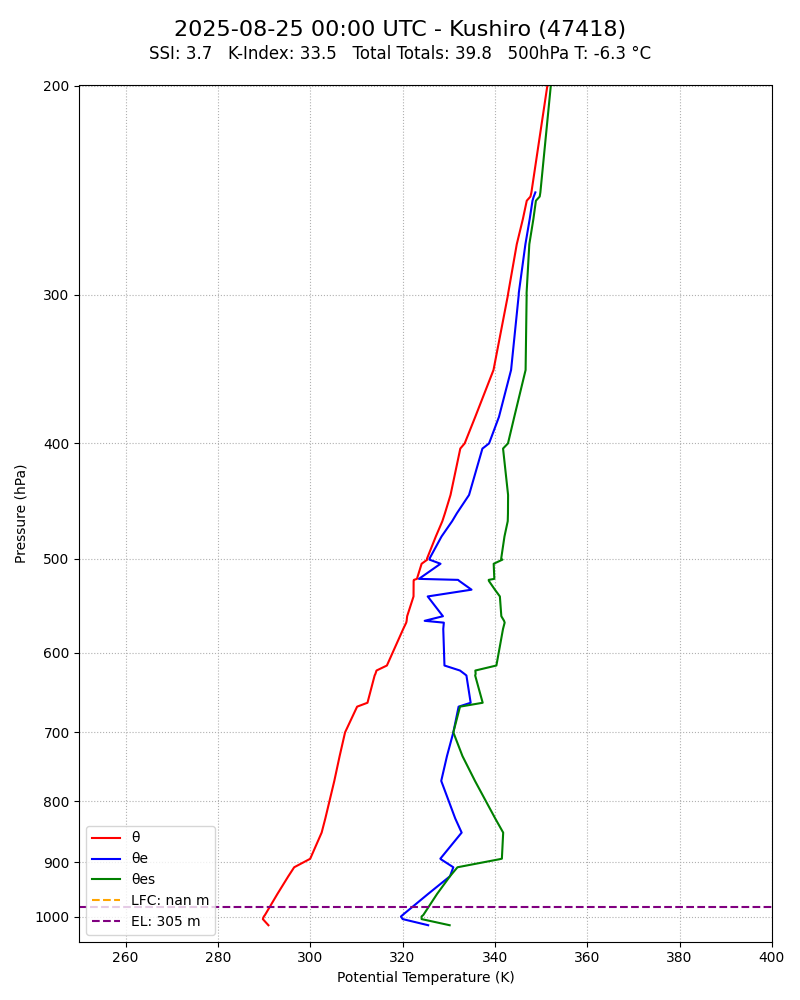 2025-08-25 00:00 UTC - Kushiro (47418)
SSI: 3.7   K-Index: 33.5   Total Totals: 39.8   500hPa T: -6.3 °C
200
300
400
500
600
700
800
900
1000
Pressure (hPa)
θ
θe
θes
LFC: nan m
EL: 305 m
260 280 300 320 340 360 380 400
Potential Temperature (K)